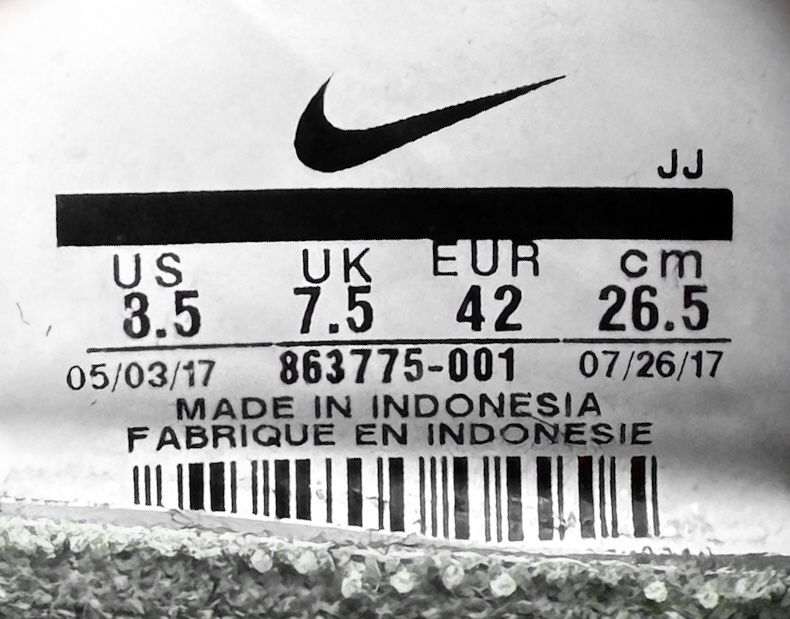 JJ
US UK EUR cm
3.5 7.5 42 26.5
05/03/17 863775-001 07/26/17
MADE IN INDONESIA
FABRIQUE EN INDONESIE